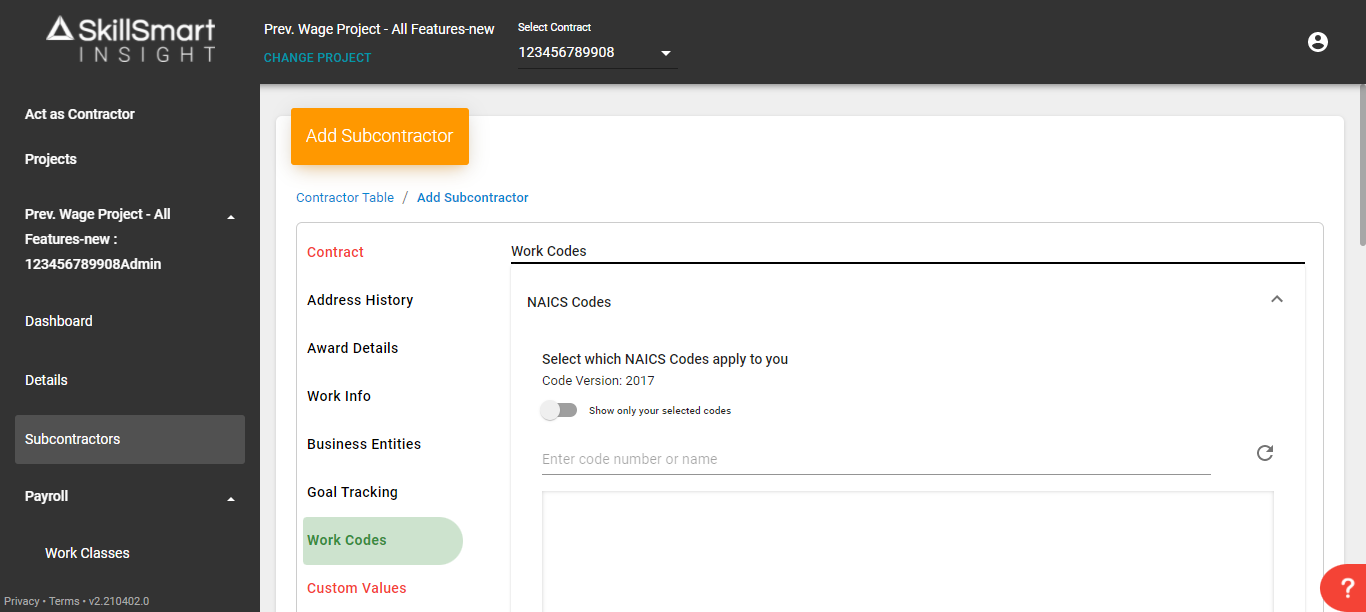 SkillSmart
INSIGHT
Prev. Wage Project - All Features-new
CHANGE PROJECT
Select Contract
123456789908
Act as Contractor
Projects
Prev. Wage Project - All
Features-new :
123456789908Admin
Dashboard
Details
Subcontractors
Payroll
Work Classes
Privacy • Terms • v2.210402.0
Add Subcontractor
Contractor Table / Add Subcontractor
Contract
Address History
Award Details
Work Info
Business Entities
Goal Tracking
Work Codes
Custom Values
Work Codes
NAICS Codes
Select which NAICS Codes apply to you
Code Version: 2017
Show only your selected codes
Enter code number or name
?